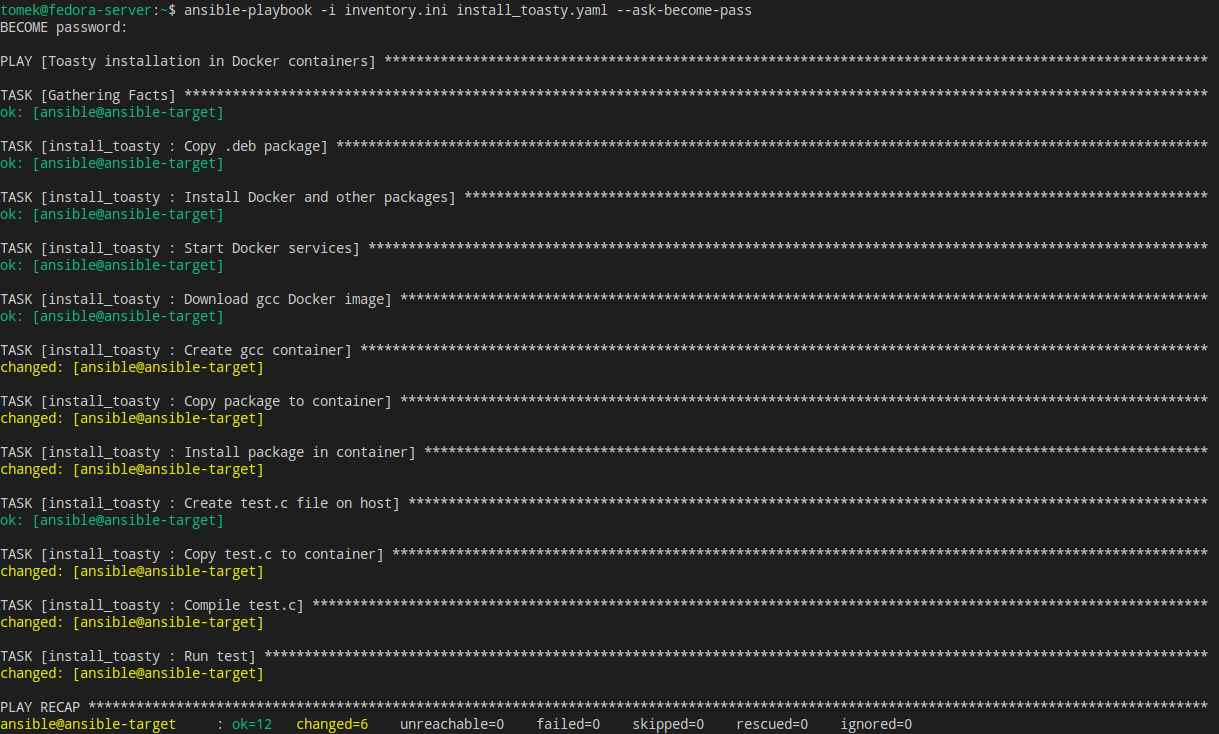 tomek@fedora-server:~$ ansible-playbook -i inventory.ini install_toasty.yaml --ask-become-pass
BECOME password:
PLAY [Toasty installation in Docker containers] *******************************************************************************************************
TASK [Gathering Facts] ********************************************************************************************************************************
ok: [ansible@ansible-target]
TASK [install_toasty : Copy .deb package] *************************************************************************************************************
ok: [ansible@ansible-target]
TASK [install_toasty : Install Docker and other packages] *********************************************************************************************
ok: [ansible@ansible-target]
TASK [install_toasty : Start Docker services] *********************************************************************************************************
ok: [ansible@ansible-target]
TASK [install_toasty : Download gcc Docker image] *****************************************************************************************************
ok: [ansible@ansible-target]
TASK [install_toasty : Create gcc container] **********************************************************************************************************
changed: [ansible@ansible-target]
TASK [install_toasty : Copy package to container] *****************************************************************************************************
changed: [ansible@ansible-target]
TASK [install_toasty : Install package in container] **************************************************************************************************
changed: [ansible@ansible-target]
TASK [install_toasty : Create test.c file on host] ****************************************************************************************************
ok: [ansible@ansible-target]
TASK [install_toasty : Copy test.c to container] ******************************************************************************************************
changed: [ansible@ansible-target]
TASK [install_toasty : Compile test.c] ****************************************************************************************************************
changed: [ansible@ansible-target]
TASK [install_toasty : Run test] **********************************************************************************************************************
changed: [ansible@ansible-target]
PLAY RECAP ********************************************************************************************************************************************
ansible@ansible-target     : ok=12   changed=6    unreachable=0    failed=0    skipped=0    rescued=0    ignored=0